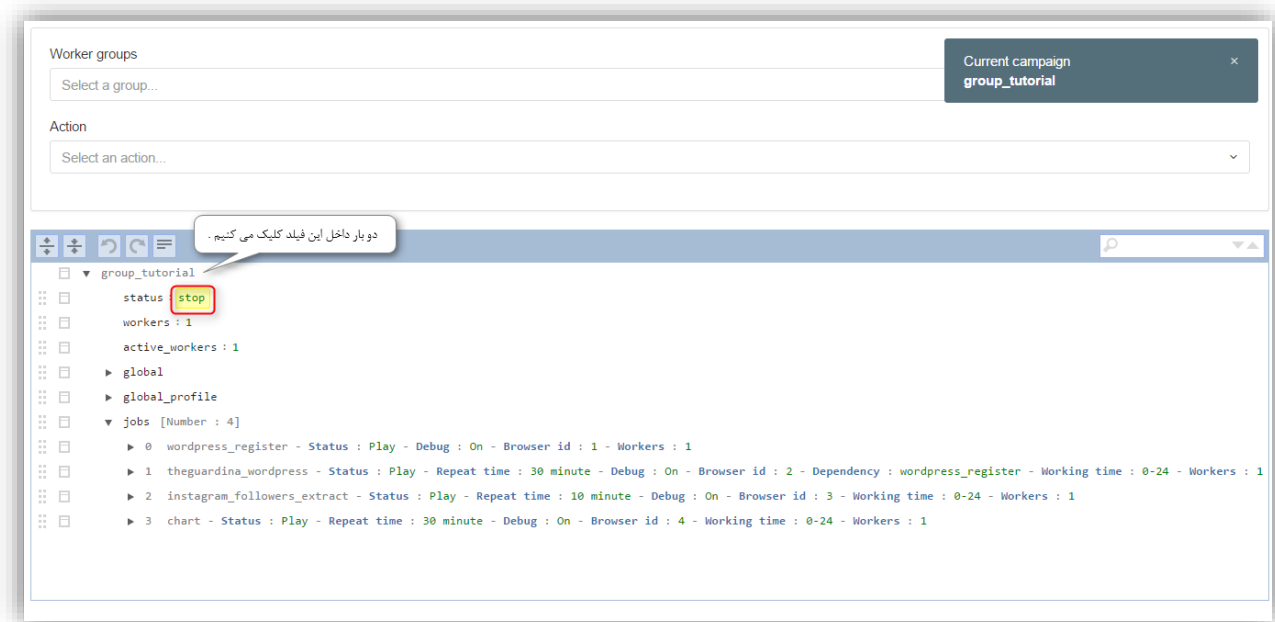 Worker groups
Select a group...
Current campaign
group_tutorial
Action
Select an action...
دو بار داخل این فیلد کلیک می کنیم .
group_tutorial
status : stop
workers : 1
active_workers : 1
global
global_profile
jobs [Number : 4]
0 wordpress_register - Status : Play - Debug : On - Browser id : 1 - Workers : 1
1 theguardina_wordpress - Status : Play - Repeat time : 30 minute - Debug : On - Browser id : 2 - Dependency : wordpress_register - Working time : 0-24 - Workers : 1
2 instagram_followers_extract - Status : Play - Repeat time : 10 minute - Debug : On - Browser id : 3 - Working time : 0-24 - Workers : 1
3 chart - Status : Play - Repeat time : 30 minute - Debug : On - Browser id : 4 - Working time : 0-24 - Workers : 1